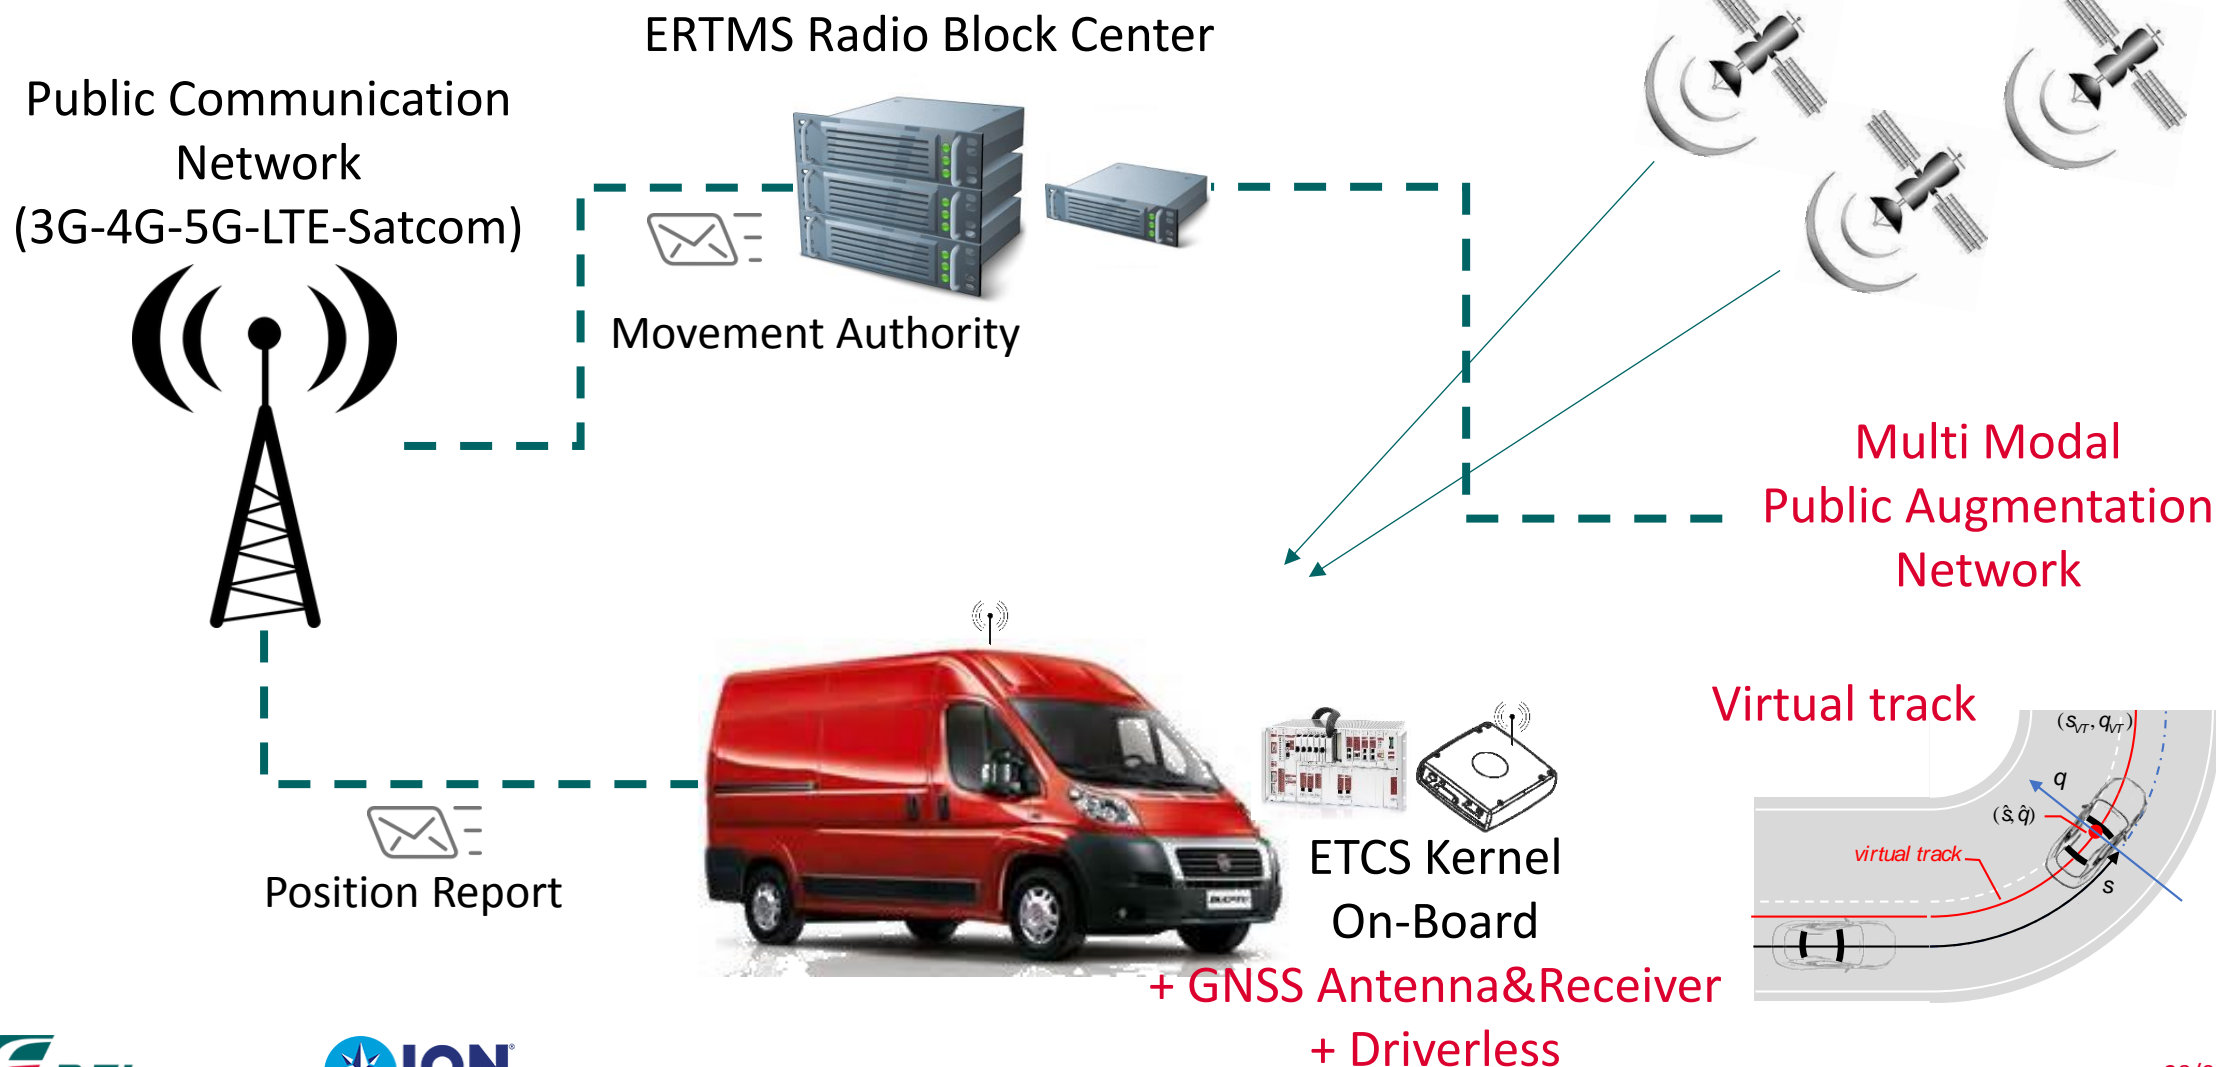 ERTMS Radio Block Center
Public Communication
Network
(3G-4G-5G-LTE-Satcom)
Movement Authority
Multi Modal
Public Augmentation
Network
Virtual track
(s_VT, q_VT)
q
(ŝ, q̂)
virtual track
s
Position Report
ETCS Kernel
On-Board
+ GNSS Antenna&Receiver
+ Driverless
ION®